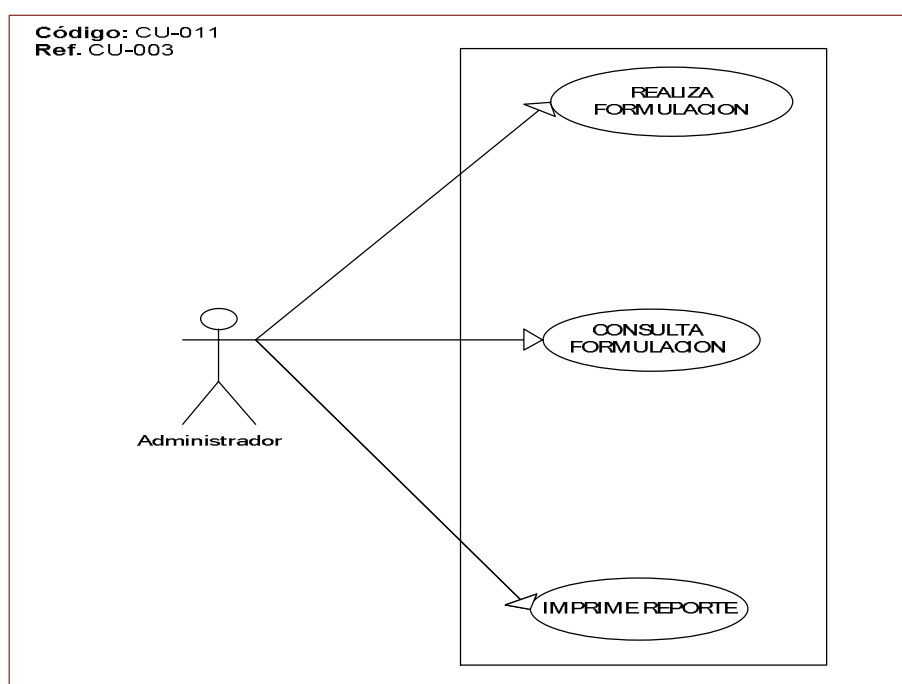 Código: CU-011
Ref. CU-003
REALIZA
FORMULACION
CONSULTA
FORMULACION
Administrador
IMPRIME REPORTE